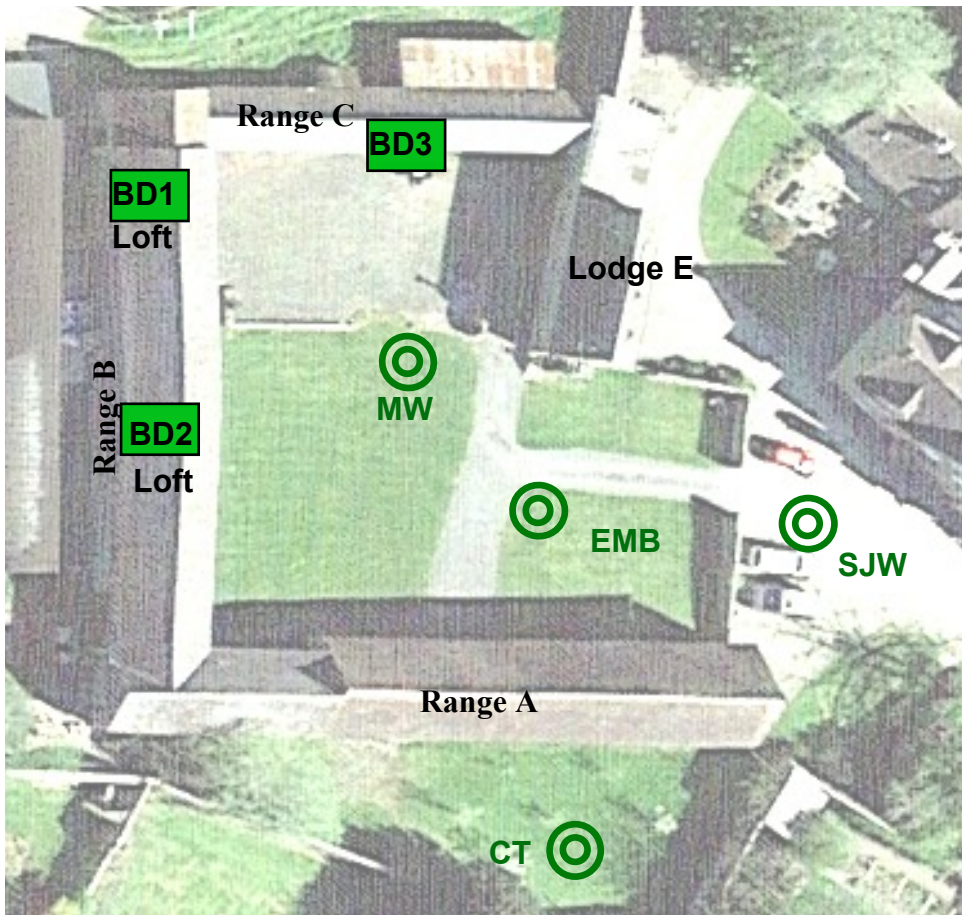 Range C
BD3
BD1
Loft
Lodge E
Range B
MW
BD2
Loft
EMB
SJW
Range A
CT